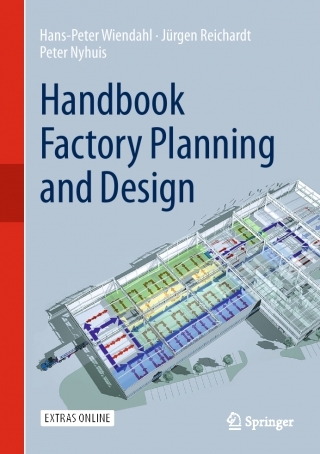 Hans-Peter Wiendahl · Jürgen Reichardt
Peter Nyhuis
Handbook
Factory Planning
and Design
EXTRAS ONLINE
Springer